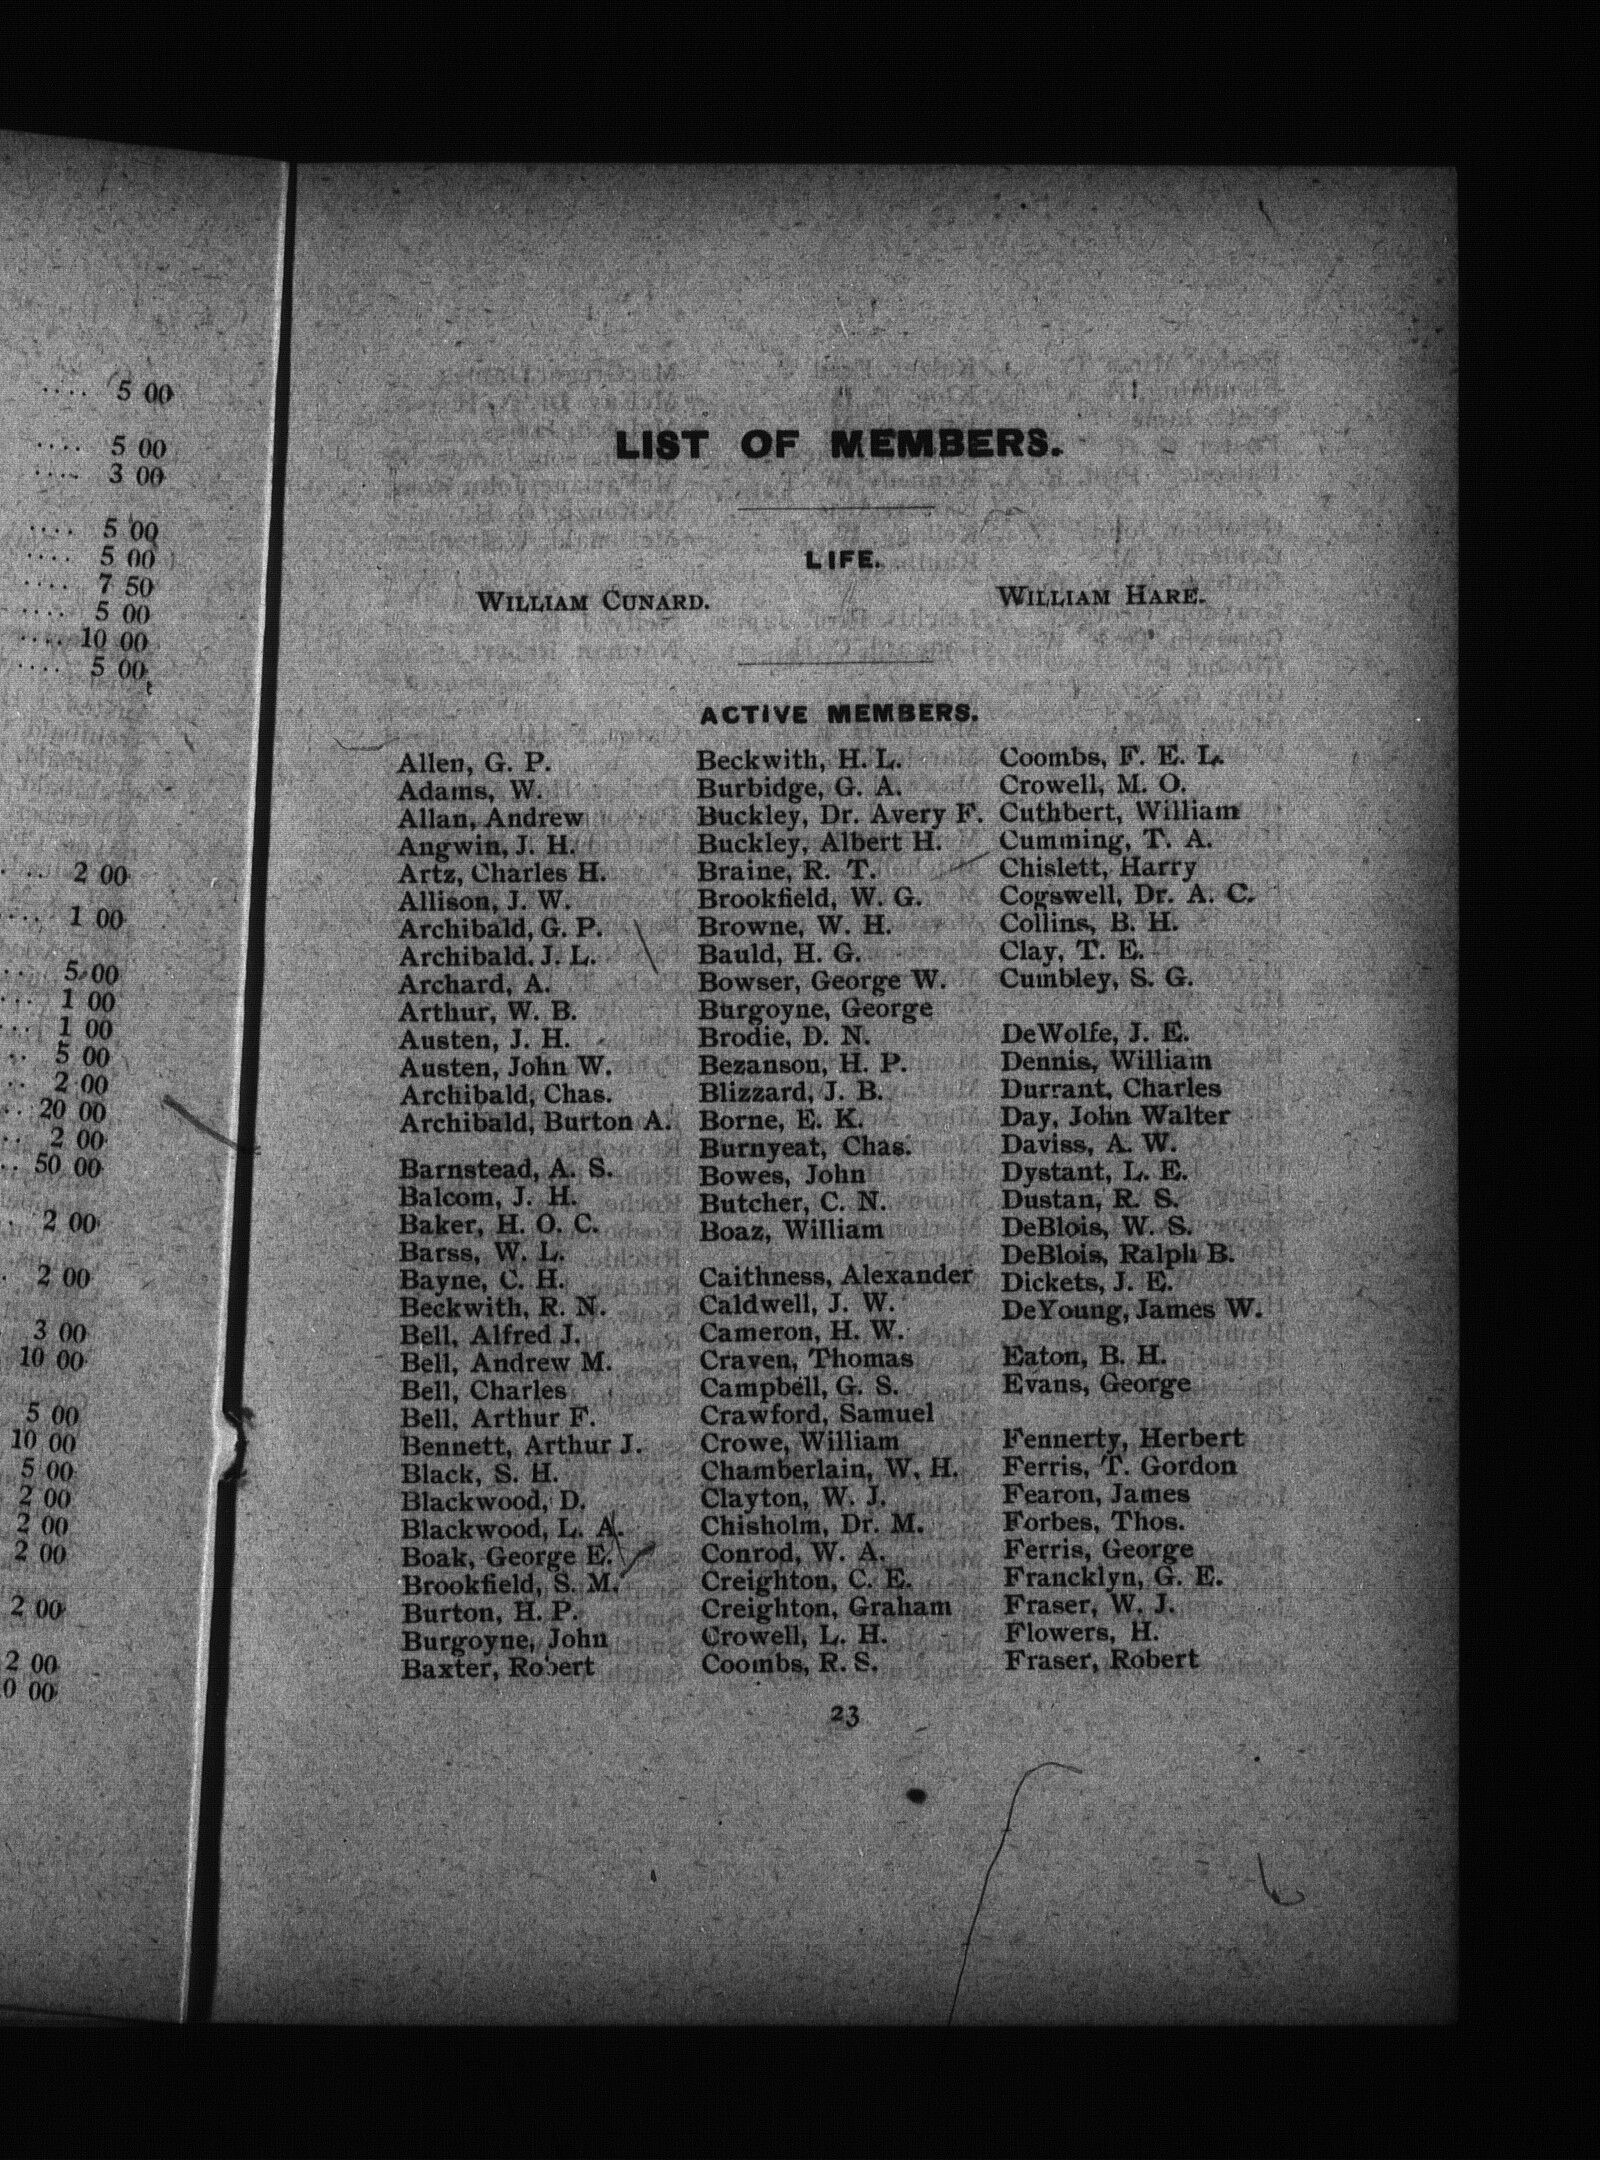 .... 5 00
.... 5 00
.... 3 00
.... 5 00
.... 5 00
.... 7 50
.... 5 00
.... 10 00
.... 5 00
.. 2 00
.... 1 00
.. 5 00
... 1 00
... 1 00
.. 5 00
.. 2 00
.. 20 00
.. 2 00
.. 50 00
. 2 00
. 2 00
3 00
10 00
5 00
10 00
5 00
2 00
2 00
2 00
2 00
2 00
0 00
LIST OF MEMBERS.
LIFE.
WILLIAM CUNARD.
WILLIAM HARE.
ACTIVE MEMBERS.
Allen, G. P.
Adams, W.
Allan, Andrew
Angwin, J. H.
Artz, Charles H.
Allison, J. W.
Archibald, G. P.
Archibald, J. L.
Archard, A.
Arthur, W. B.
Austen, J. H.
Austen, John W.
Archibald, Chas.
Archibald, Burton A.
Barnstead, A. S.
Balcom, J. H.
Baker, H. O. C.
Barss, W. L.
Bayne, C. H.
Beckwith, R. N.
Bell, Alfred J.
Bell, Andrew M.
Bell, Charles
Bell, Arthur F.
Bennett, Arthur J.
Black, S. H.
Blackwood, D.
Blackwood, L. A.
Boak, George E.
Brookfield, S. M.
Burton, H. P.
Burgoyne, John
Baxter, Robert
Beckwith, H. L.
Burbidge, G. A.
Buckley, Dr. Avery F.
Buckley, Albert H.
Braine, R. T.
Brookfield, W. G.
Browne, W. H.
Bauld, H. G.
Bowser, George W.
Burgoyne, George
Brodie, D. N.
Bezanson, H. P.
Blizzard, J. B.
Borne, E. K.
Burnyeat, Chas.
Bowes, John
Butcher, C. N.
Boaz, William
Caithness, Alexander
Caldwell, J. W.
Cameron, H. W.
Craven, Thomas
Campbell, G. S.
Crawford, Samuel
Crowe, William
Chamberlain, W. H.
Clayton, W. J.
Chisholm, Dr. M.
Conrod, W. A.
Creighton, C. E.
Creighton, Graham
Crowell, L. H.
Coombs, R. S.
Coombs, F. E. L.
Crowell, M. O.
Cuthbert, William
Cumming, T. A.
Chislett, Harry
Cogswell, Dr. A. C.
Collins, B. H.
Clay, T. E.
Cumbley, S. G.
DeWolfe, J. E.
Dennis, William
Durrant, Charles
Day, John Walter
Daviss, A. W.
Dystant, L. E.
Dustan, R. S.
DeBlois, W. S.
DeBlois, Ralph B.
Dickets, J. E.
DeYoung, James W.
Eaton, B. H.
Evans, George
Fennerty, Herbert
Ferris, T. Gordon
Fearon, James
Forbes, Thos.
Ferris, George
Francklyn, G. E.
Fraser, W. J.
Flowers, H.
Fraser, Robert
23